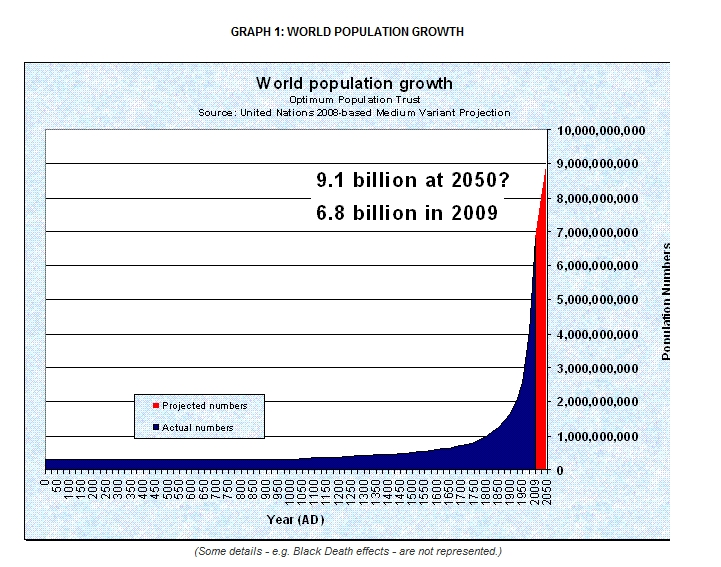 GRAPH 1: WORLD POPULATION GROWTH
World population growth
Optimum Population Trust
Source: United Nations 2008-based Medium Variant Projection
10,000,000,000
9,000,000,000
9.1 billion at 2050?
8,000,000,000
6.8 billion in 2009
7,000,000,000
6,000,000,000
5,000,000,000
4,000,000,000
3,000,000,000
2,000,000,000
1,000,000,000
0
Population Numbers
Projected numbers
Actual numbers
0 50 100 150 200 250 300 350 400 450 500 550 600 650 700 750 800 850 900 950 1000 1050 1100 1150 1200 1250 1300 1350 1400 1450 1500 1550 1600 1650 1700 1750 1800 1850 1900 1950 2009 2050
Year (AD)
(Some details - e.g. Black Death effects - are not represented.)